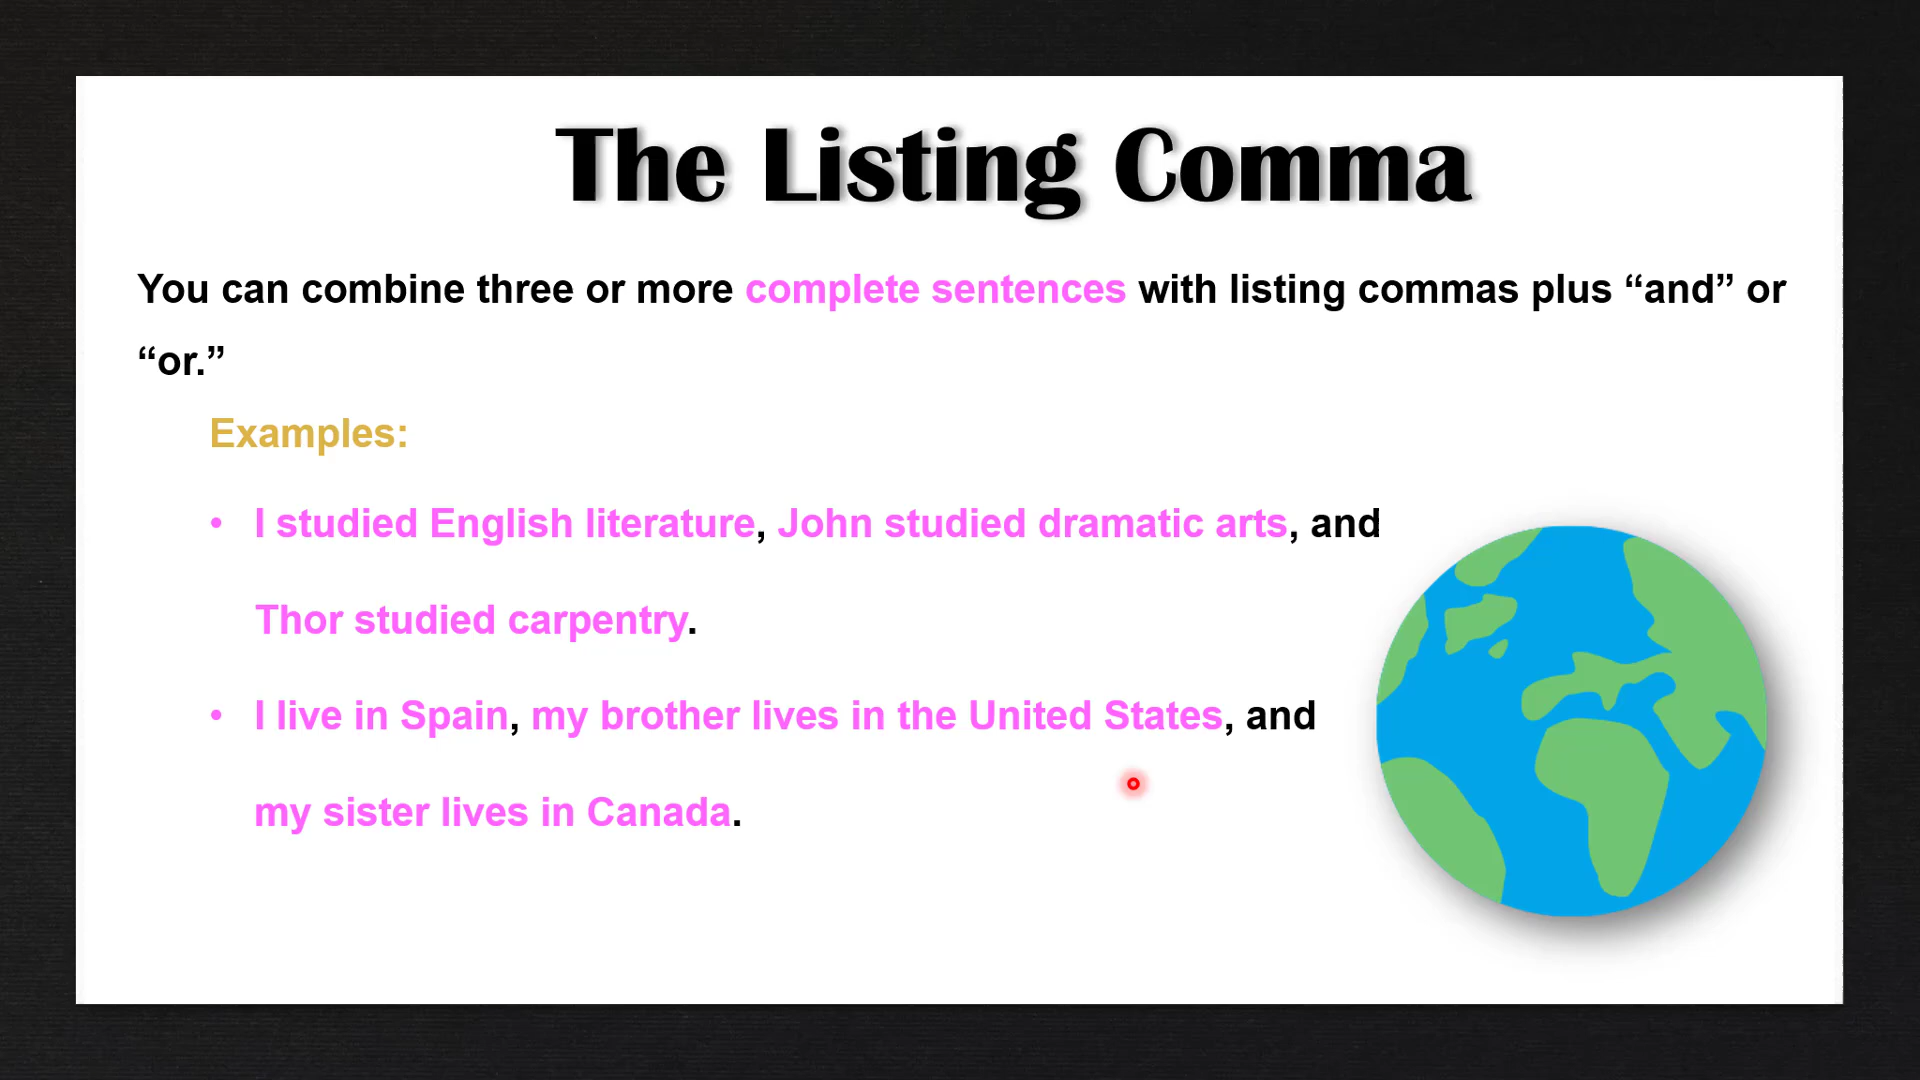 The Listing Comma
You can combine three or more complete sentences with listing commas plus “and” or
“or.”
Examples:
• I studied English literature, John studied dramatic arts, and
Thor studied carpentry.
• I live in Spain, my brother lives in the United States, and
my sister lives in Canada.